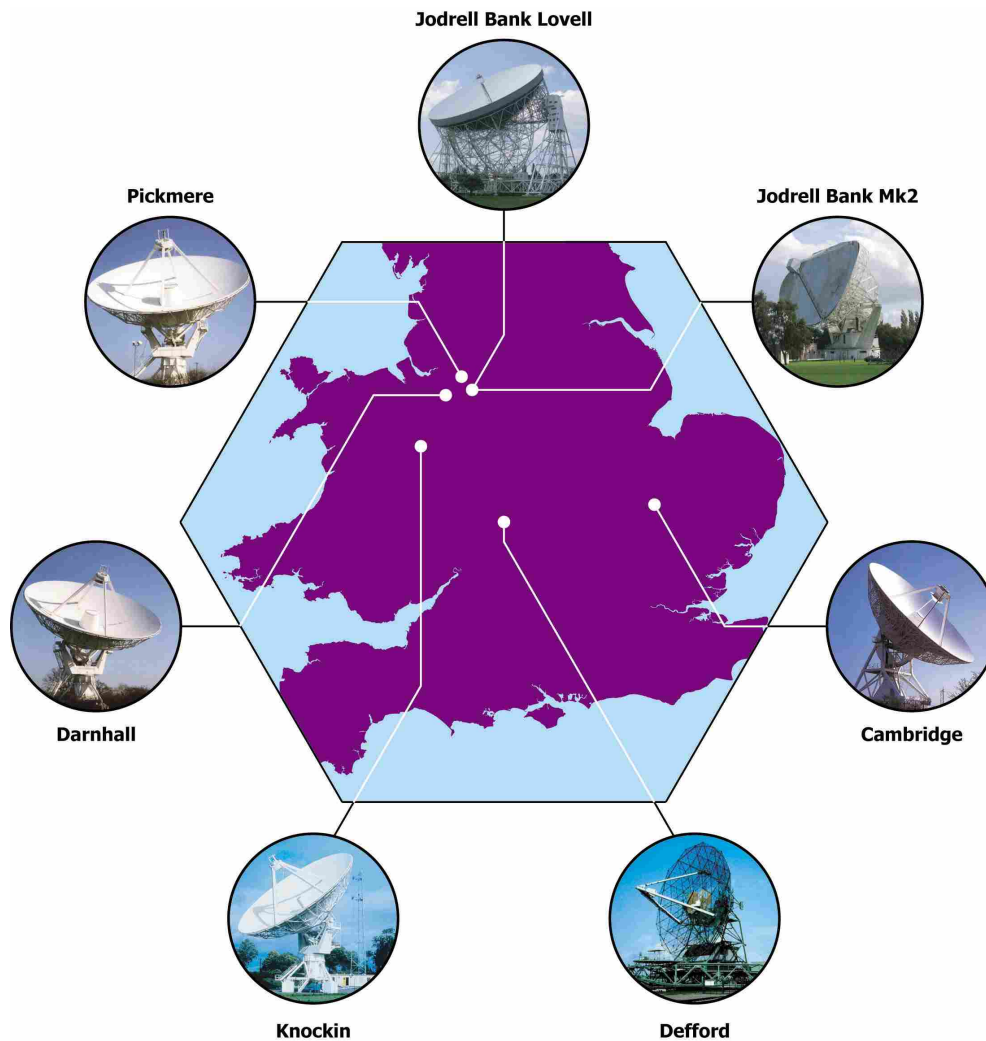 Jodrell Bank Lovell
Pickmere
Jodrell Bank Mk2
Darnhall
Cambridge
Knockin
Defford